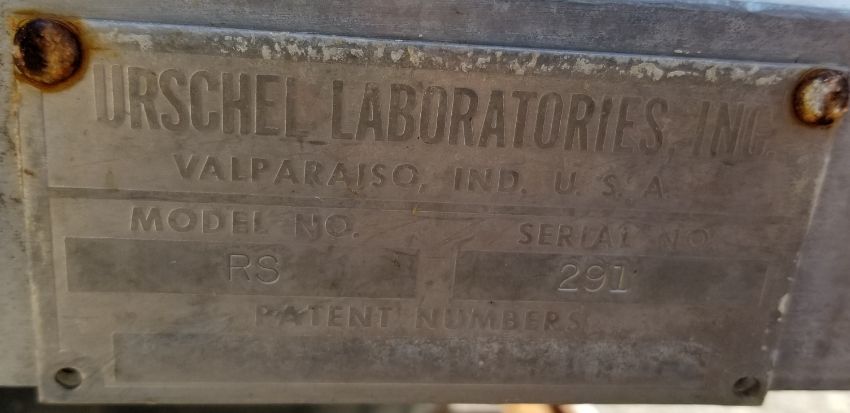 URSCHEL LABORATORIES, INC.
VALPARAISO, IND. U. S. A.
MODEL NO. SERIAL NO.
RS 291
PATENT NUMBERS